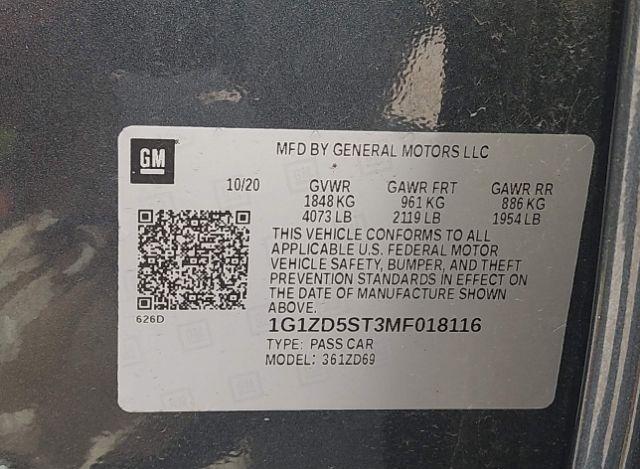 GM
MFD BY GENERAL MOTORS LLC
10/20 GVWR GAWR FRT GAWR RR
1848 KG 961 KG 886 KG
4073 LB 2119 LB 1954 LB
THIS VEHICLE CONFORMS TO ALL
APPLICABLE U.S. FEDERAL MOTOR
VEHICLE SAFETY, BUMPER, AND THEFT
PREVENTION STANDARDS IN EFFECT ON
THE DATE OF MANUFACTURE SHOWN
ABOVE.
626D
1G1ZD5ST3MF018116
TYPE: PASS CAR
MODEL: 361ZD69